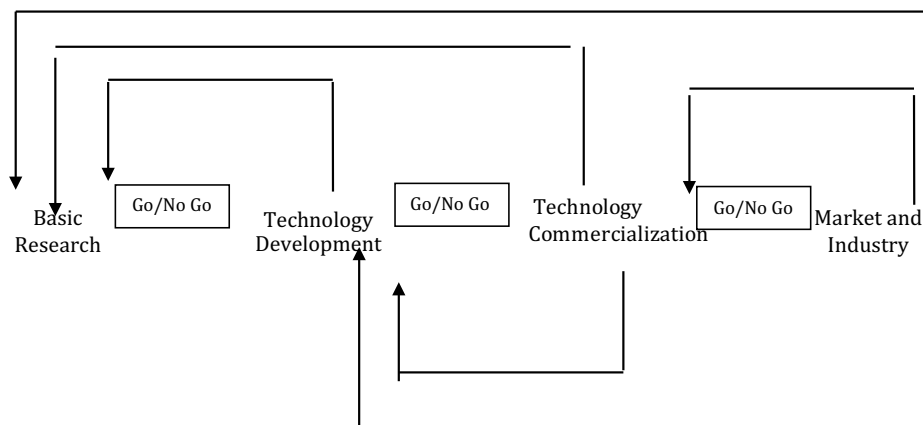 Basic
Research
Go/No Go
Technology
Development
Go/No Go
Technology
Commercialization
Go/No Go
Market and
Industry